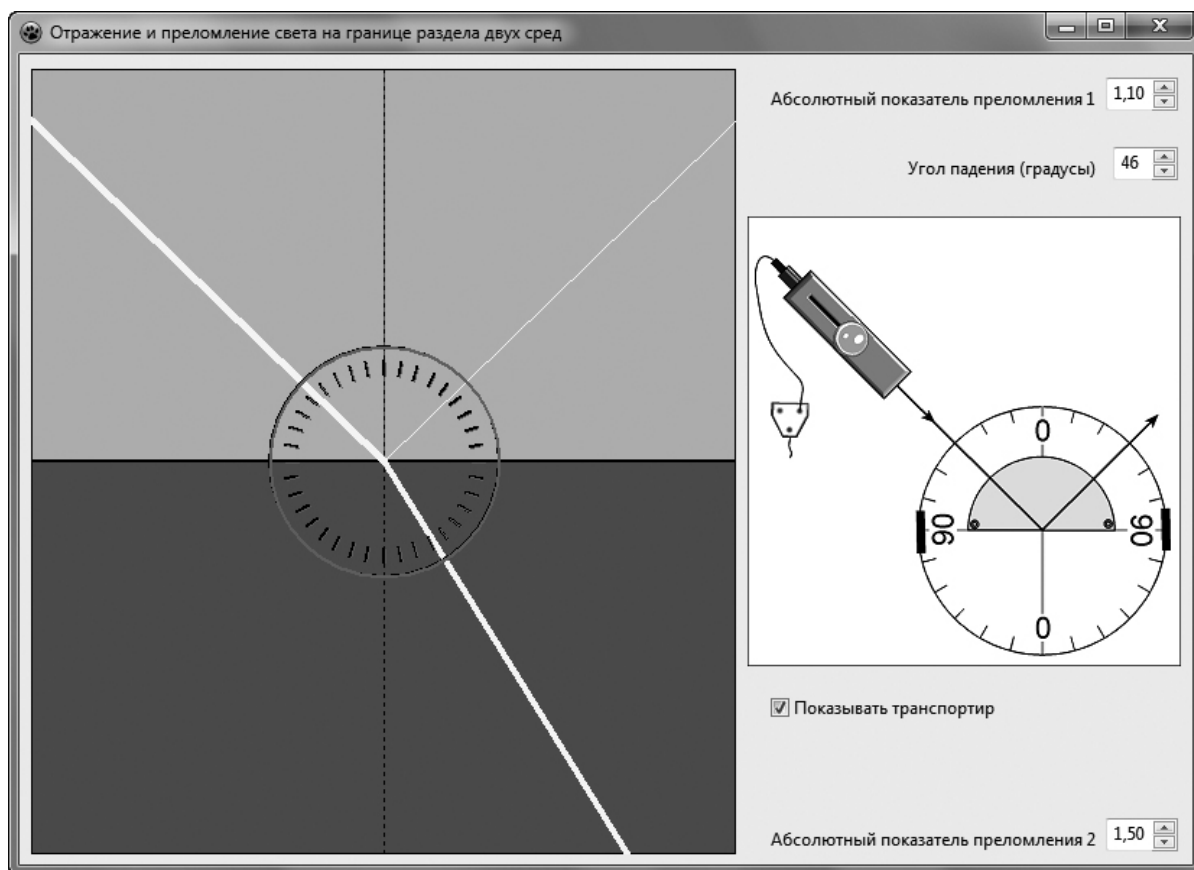 Отражение и преломление света на границе раздела двух сред
Абсолютный показатель преломления 1 1,10
Угол падения (градусы) 46
0
90 90
0
Показывать транспортир
Абсолютный показатель преломления 2 1,50